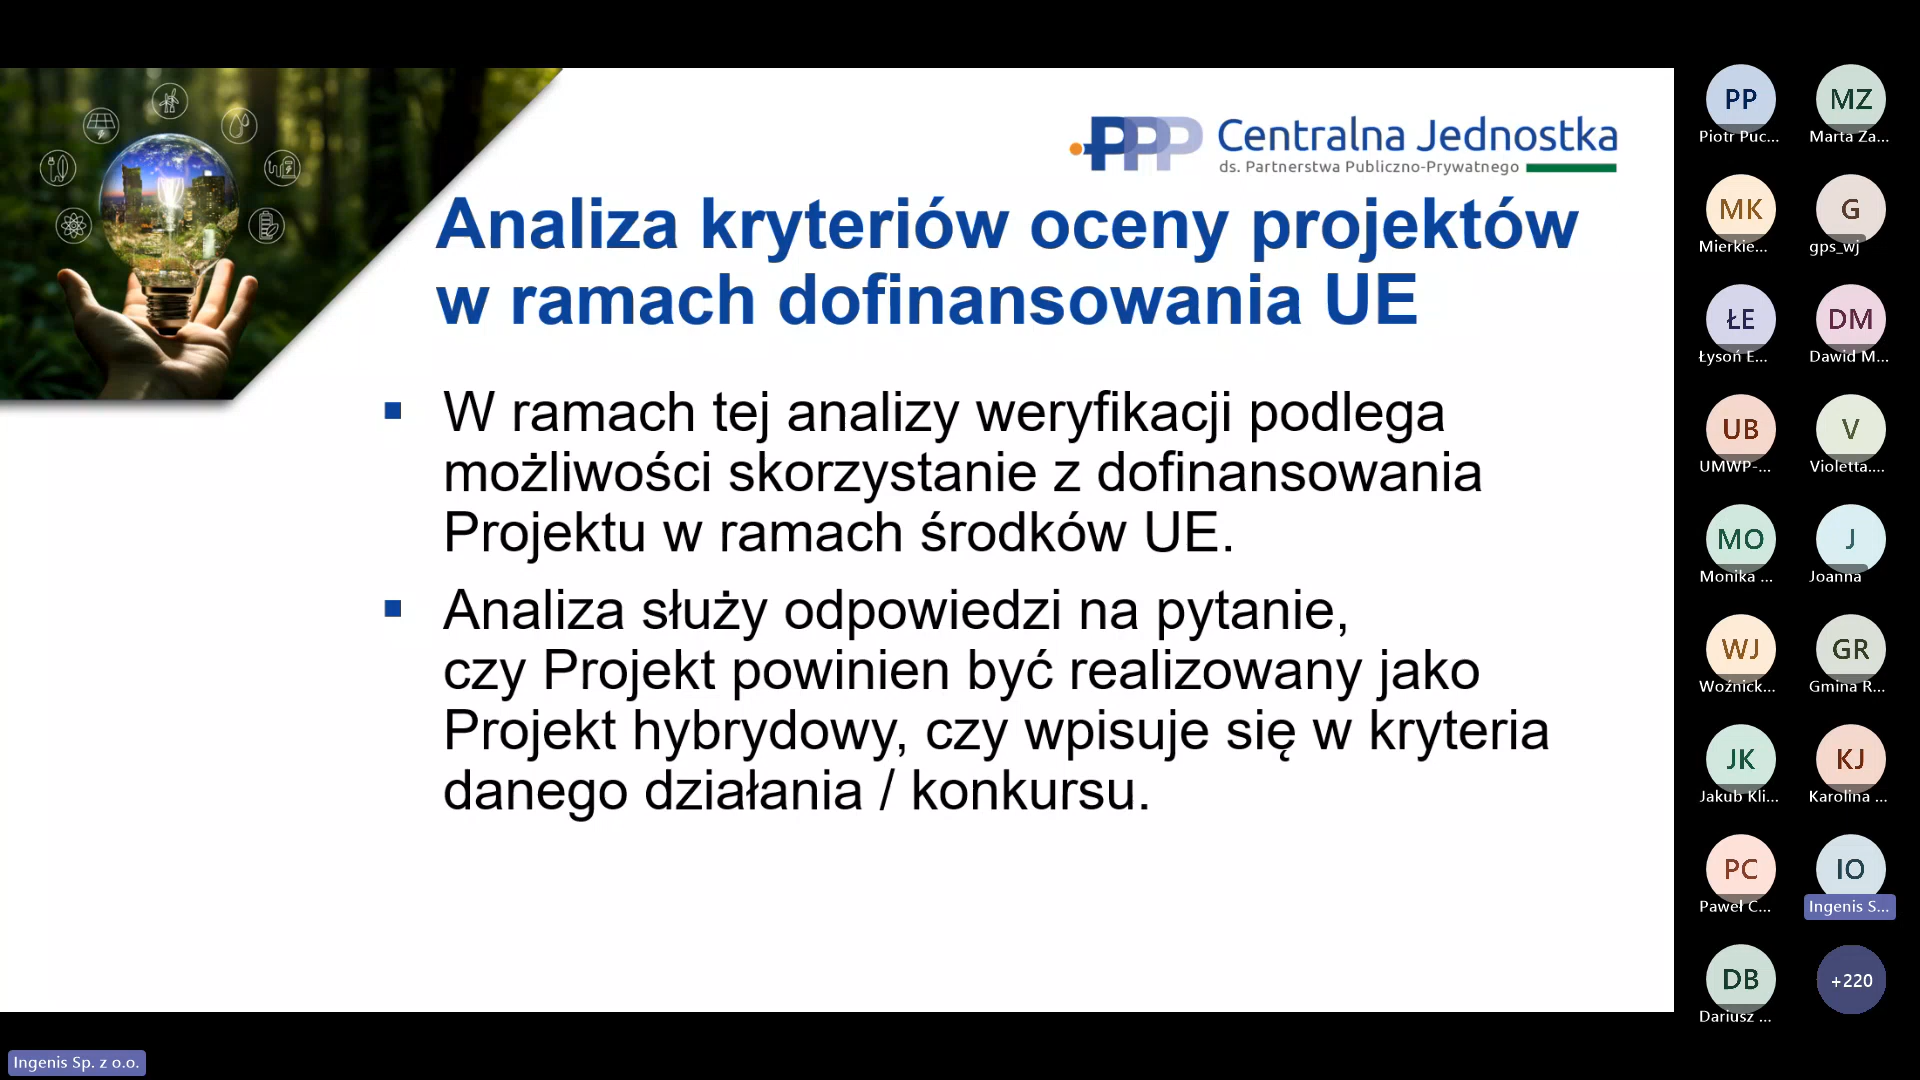 PPP Centralna Jednostka
ds. Partnerstwa Publiczno-Prywatnego
Analiza kryteriów oceny projektów
w ramach dofinansowania UE
W ramach tej analizy weryfikacji podlega
możliwości skorzystanie z dofinansowania
Projektu w ramach środków UE.
Analiza służy odpowiedzi na pytanie,
czy Projekt powinien być realizowany jako
Projekt hybrydowy, czy wpisuje się w kryteria
danego działania / konkursu.
PP MZ
Piotr Puc... Marta Za...
MK G
Mierkie... gps_wj
ŁE DM
Łysoń E... Dawid M...
UB V
UMWP-... Violetta....
MO J
Monika ... Joanna
WJ GR
Woźnick... Gmina R...
JK KJ
Jakub Kli... Karolina ...
PC IO
Paweł C... Ingenis S...
DB +220
Dariusz ...
Ingenis Sp. z o.o.